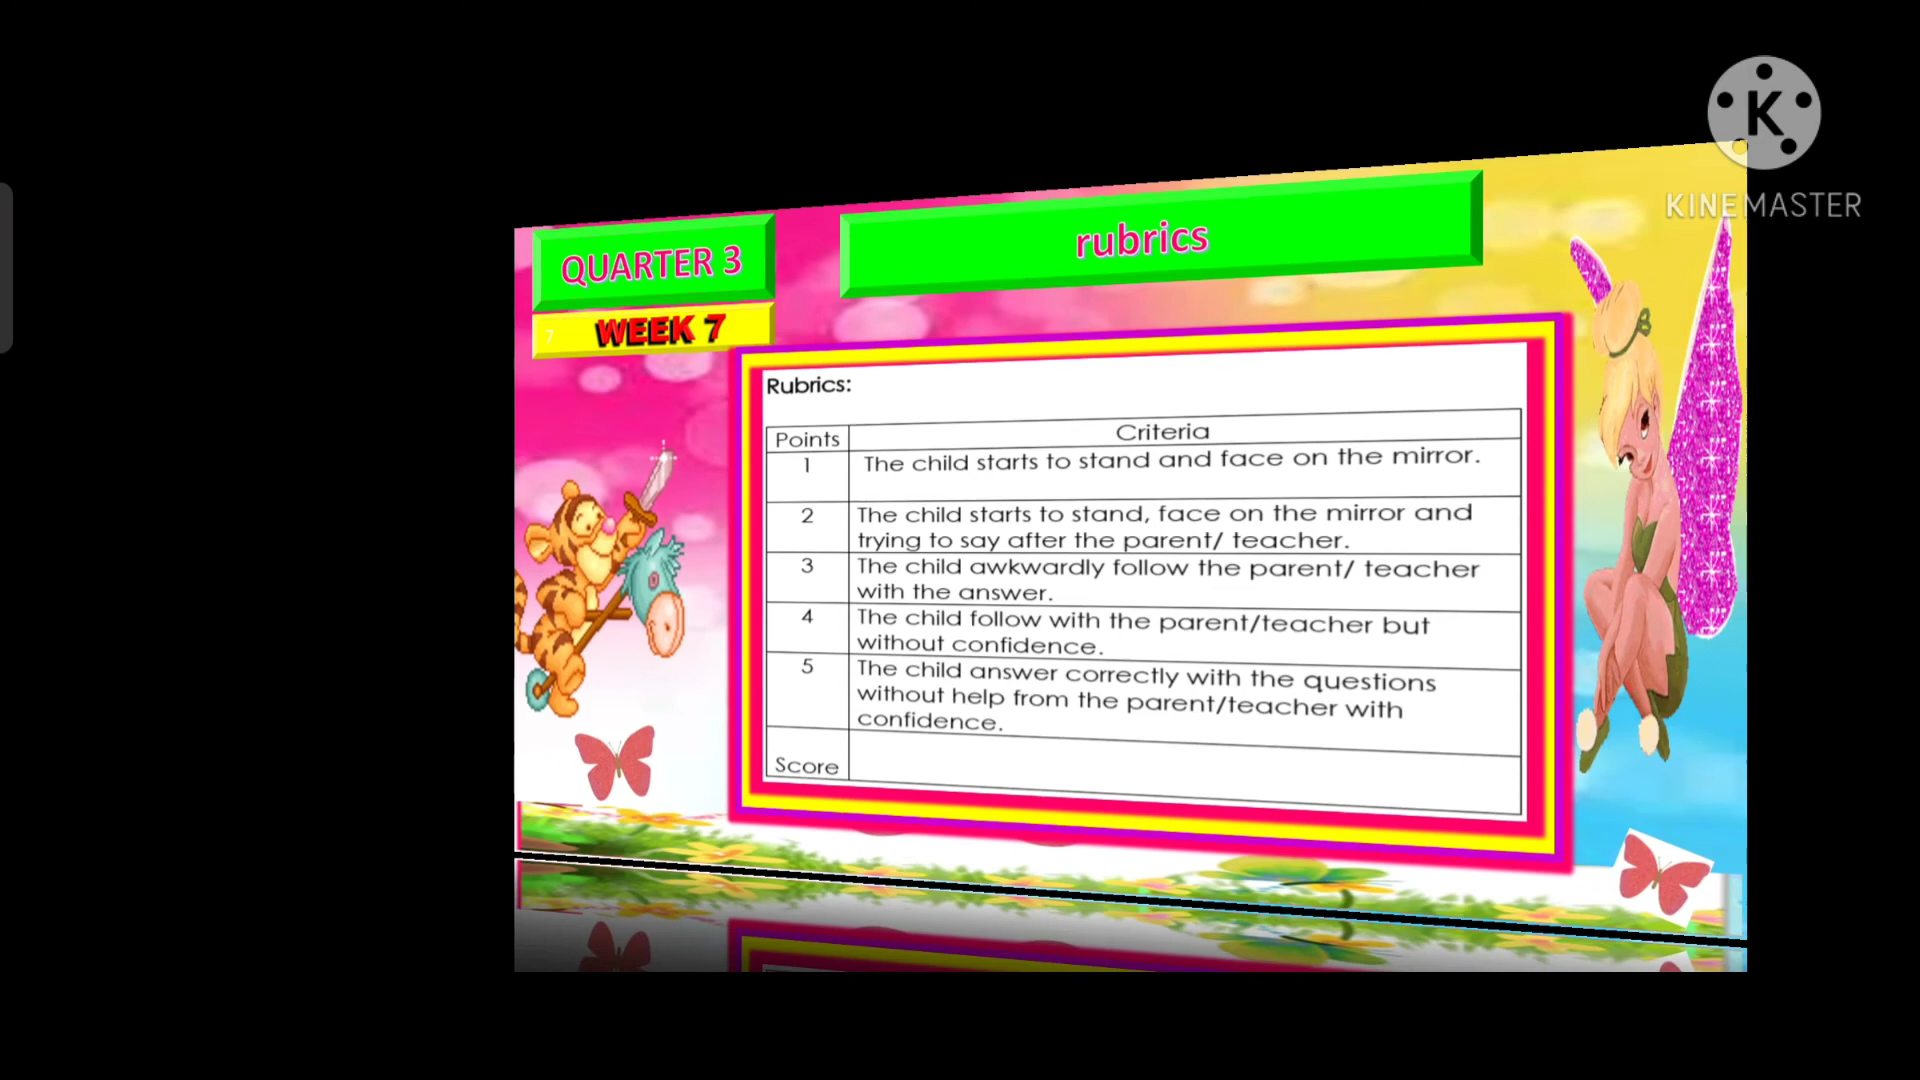 K
KINEMASTER
QUARTER 3
rubrics
7
WEEK 7
Rubrics:
Points
Criteria
1
The child starts to stand and face on the mirror.
2
The child starts to stand, face on the mirror and
trying to say after the parent/ teacher.
3
The child awkwardly follow the parent/ teacher
with the answer.
4
The child follow with the parent/teacher but
without confidence.
5
The child answer correctly with the questions
without help from the parent/teacher with
confidence.
Score